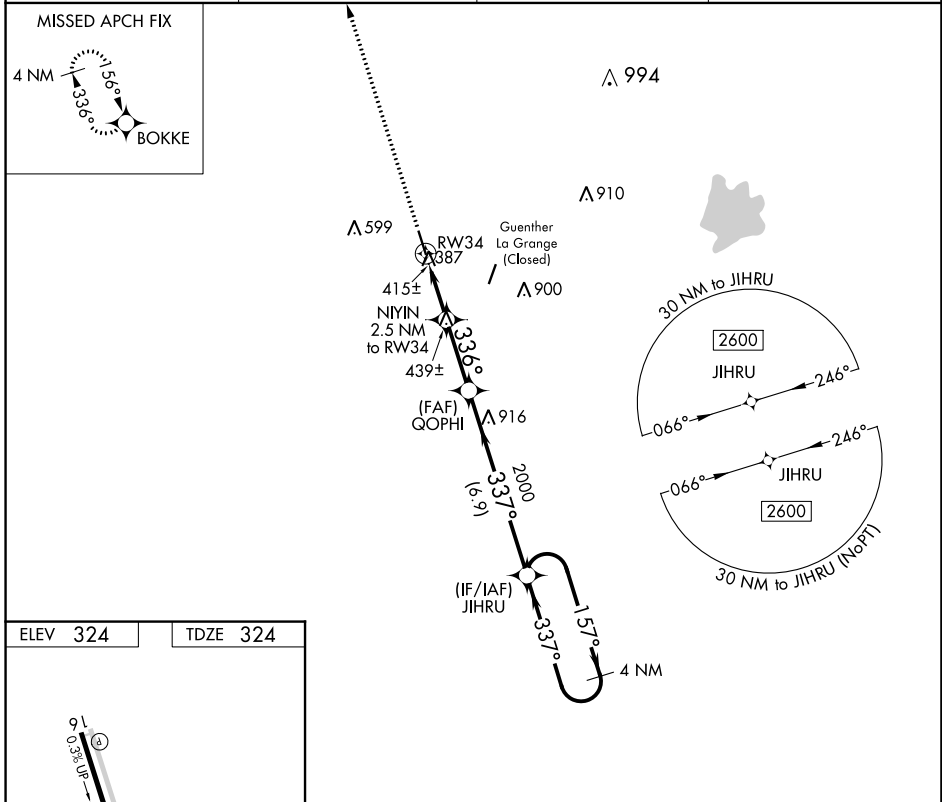 MISSED APCH FIX
4 NM
156°
336°
BOKKE
994
910
599
Guenther
La Grange
(Closed)
RW34
387
415±
900
NIYIN
2.5 NM
to RW34
439±
336°
(FAF)
QOPHI
916
2000
337°
(6.9)
(IF/IAF)
JIHRU
337°
157°
4 NM
30 NM to JIHRU
2600
JIHRU
246°
066°
246°
066°
JIHRU
2600
30 NM to JIHRU (NoPT)
ELEV 324
TDZE 324
16
0.3% UP
P